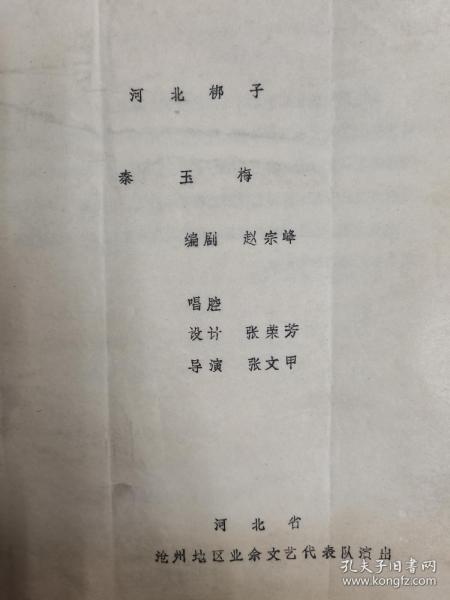 河北梆子
秦玉梅
编剧 赵宗峰
唱腔
设计 张荣芳
导演 张文甲
河北省
沧州地区业余文艺代表队演出
孔夫子旧书网
kongfz.com